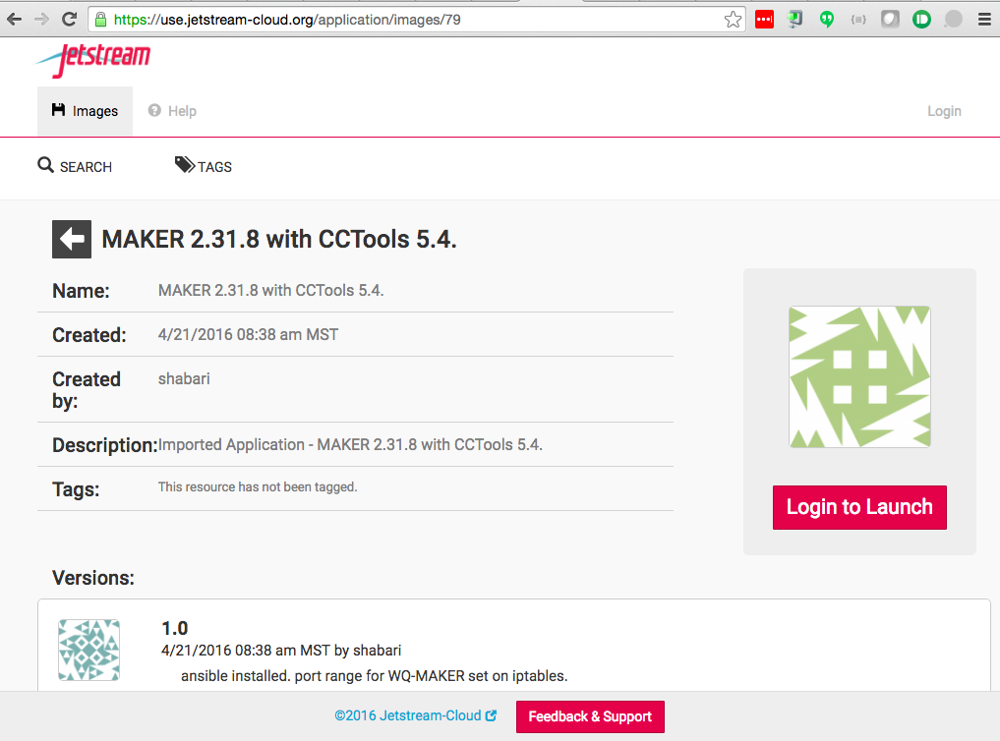 https://use.jetstream-cloud.org/application/images/79
Jetstream
Images
Help
Login
SEARCH
TAGS
MAKER 2.31.8 with CCTools 5.4.
Name: MAKER 2.31.8 with CCTools 5.4.
Created: 4/21/2016 08:38 am MST
Created by: shabari
Description: Imported Application - MAKER 2.31.8 with CCTools 5.4.
Tags: This resource has not been tagged.
Login to Launch
Versions:
1.0
4/21/2016 08:38 am MST by shabari
ansible installed. port range for WQ-MAKER set on iptables.
©2016 Jetstream-Cloud
Feedback & Support